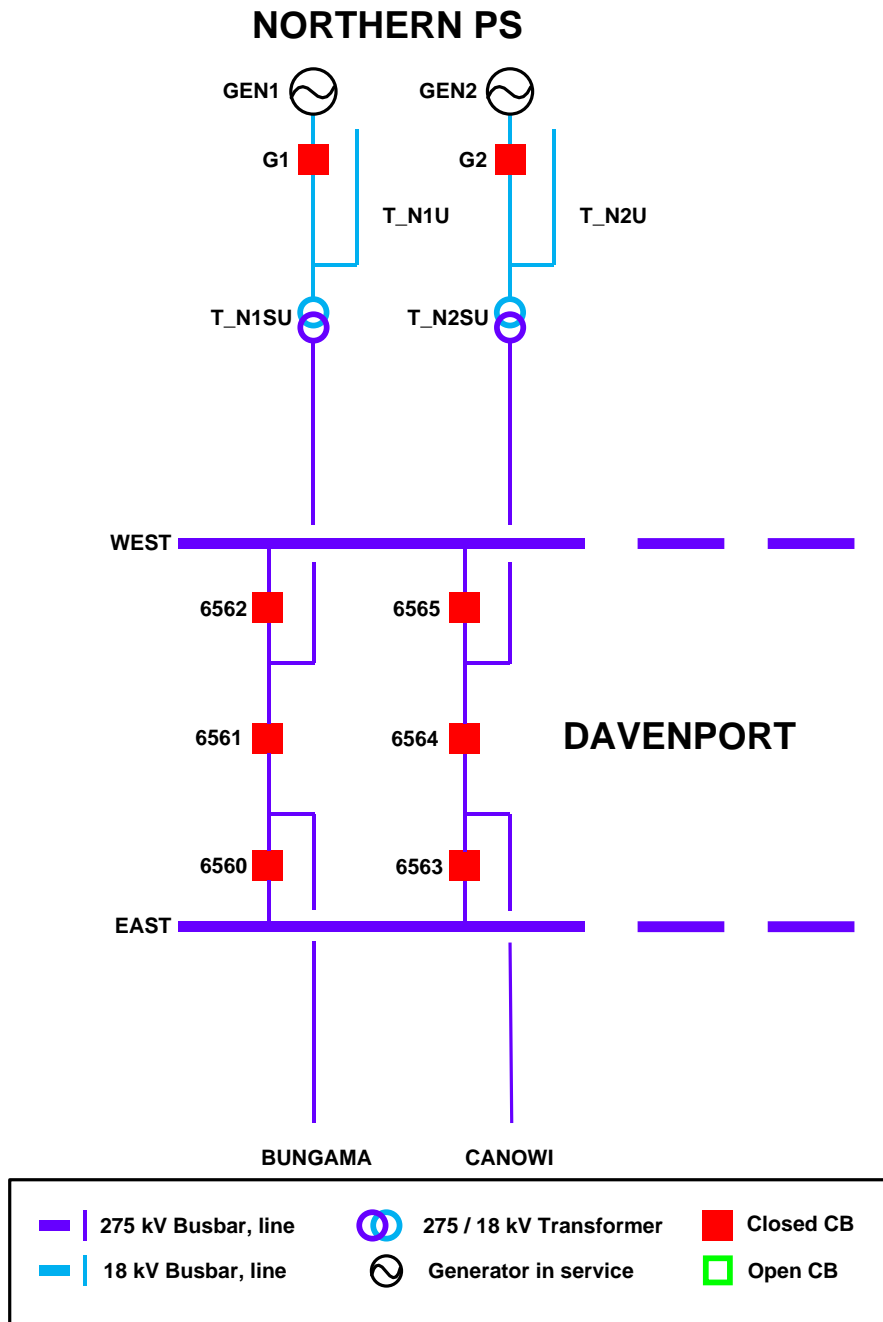 NORTHERN PS
GEN1
GEN2
G1
G2
T_N1U
T_N2U
T_N1SU
T_N2SU
WEST
6562
6565
6561
6564
DAVENPORT
6560
6563
EAST
BUNGAMA
CANOWI
275 kV Busbar, line
275 / 18 kV Transformer
Closed CB
18 kV Busbar, line
Generator in service
Open CB